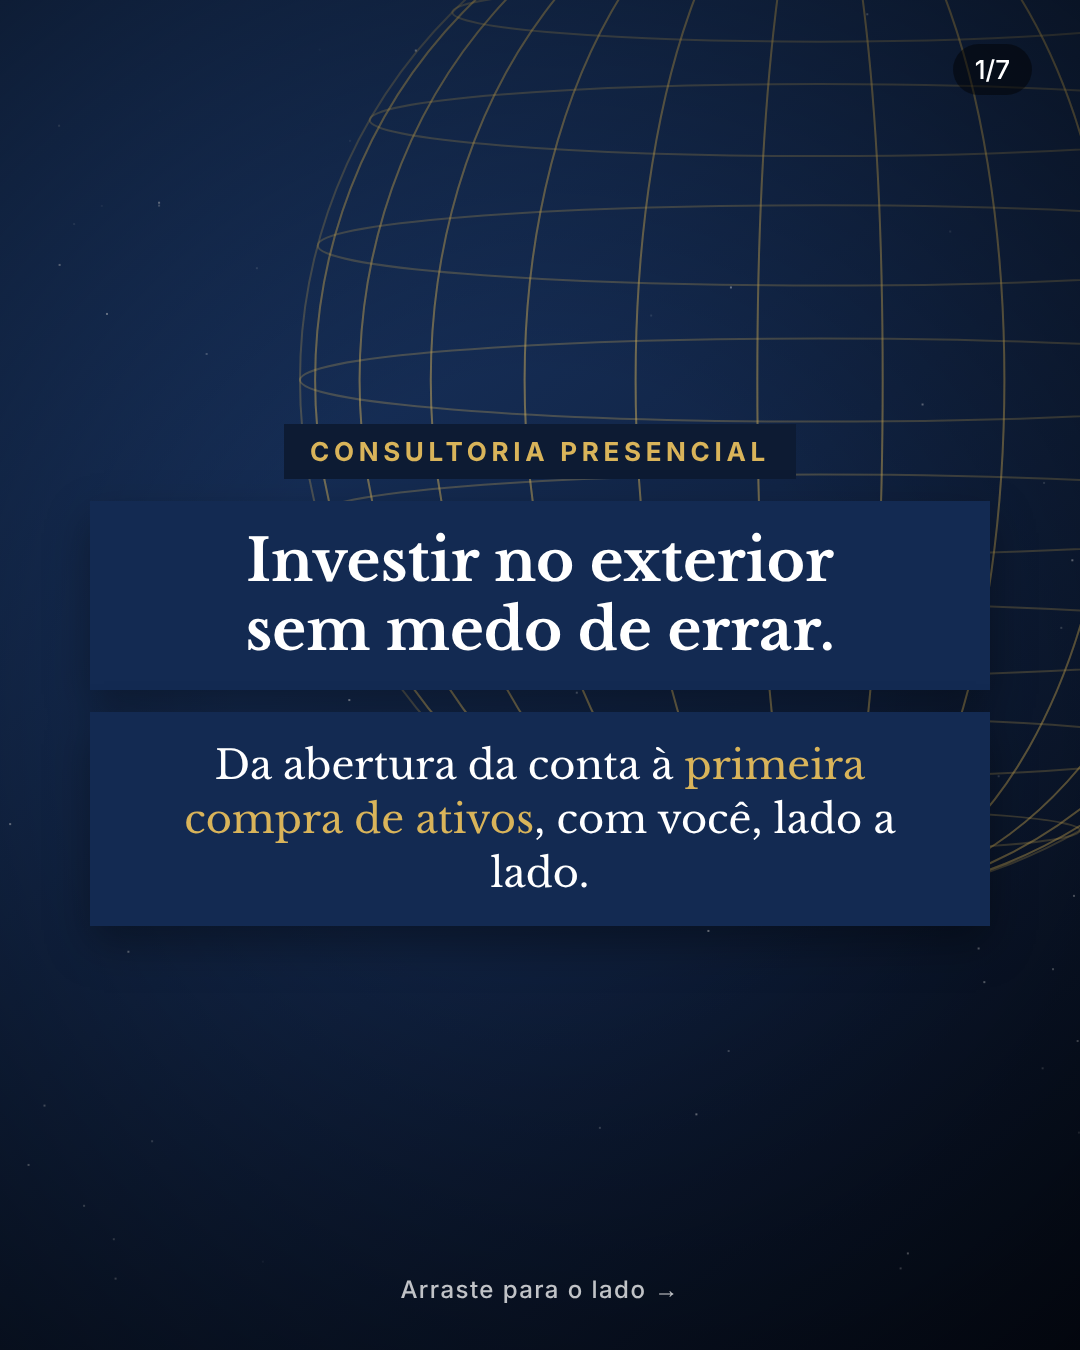 1/7
CONSULTORIA PRESENCIAL
Investir no exterior
sem medo de errar.
Da abertura da conta à primeira
compra de ativos, com você, lado a
lado.
Arraste para o lado →